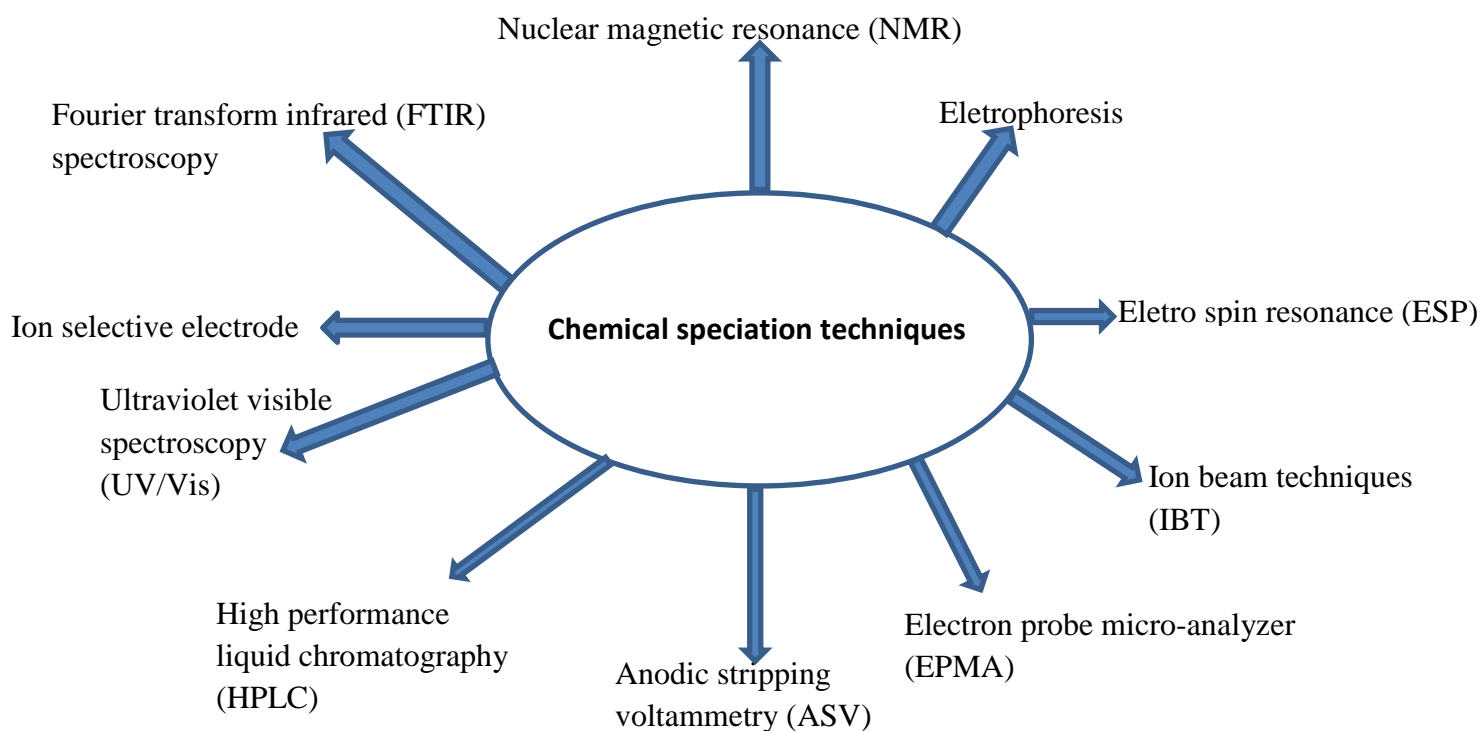 Nuclear magnetic resonance (NMR)
Fourier transform infrared (FTIR)
spectroscopy
Eletrophoresis
Ion selective electrode
Chemical speciation techniques
Eletro spin resonance (ESP)
Ultraviolet visible
spectroscopy
(UV/Vis)
Ion beam techniques
(IBT)
High performance
liquid chromatography
(HPLC)
Anodic stripping
voltammetry (ASV)
Electron probe micro-analyzer
(EPMA)